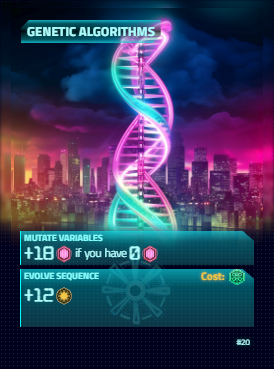 GENETIC ALGORITHMS
MUTATE VARIABLES
+18 if you have 0
EVOLVE SEQUENCE Cost:
+12
#20